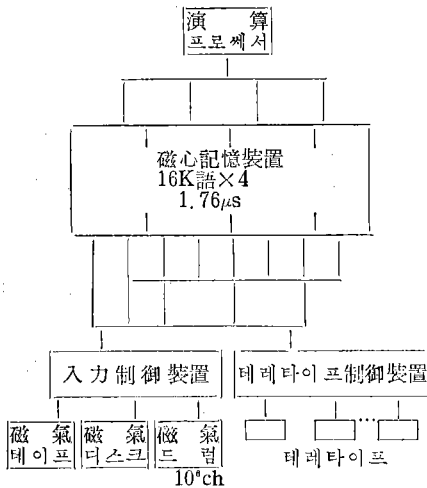 演 算
프로쎄서
磁心記憶裝置
16K語×4
1.76μs
入力制御裝置
테레타이프制御裝置
磁 氣
테이프
磁 氣
디스크
磁 氣
드 럼
테레타이프